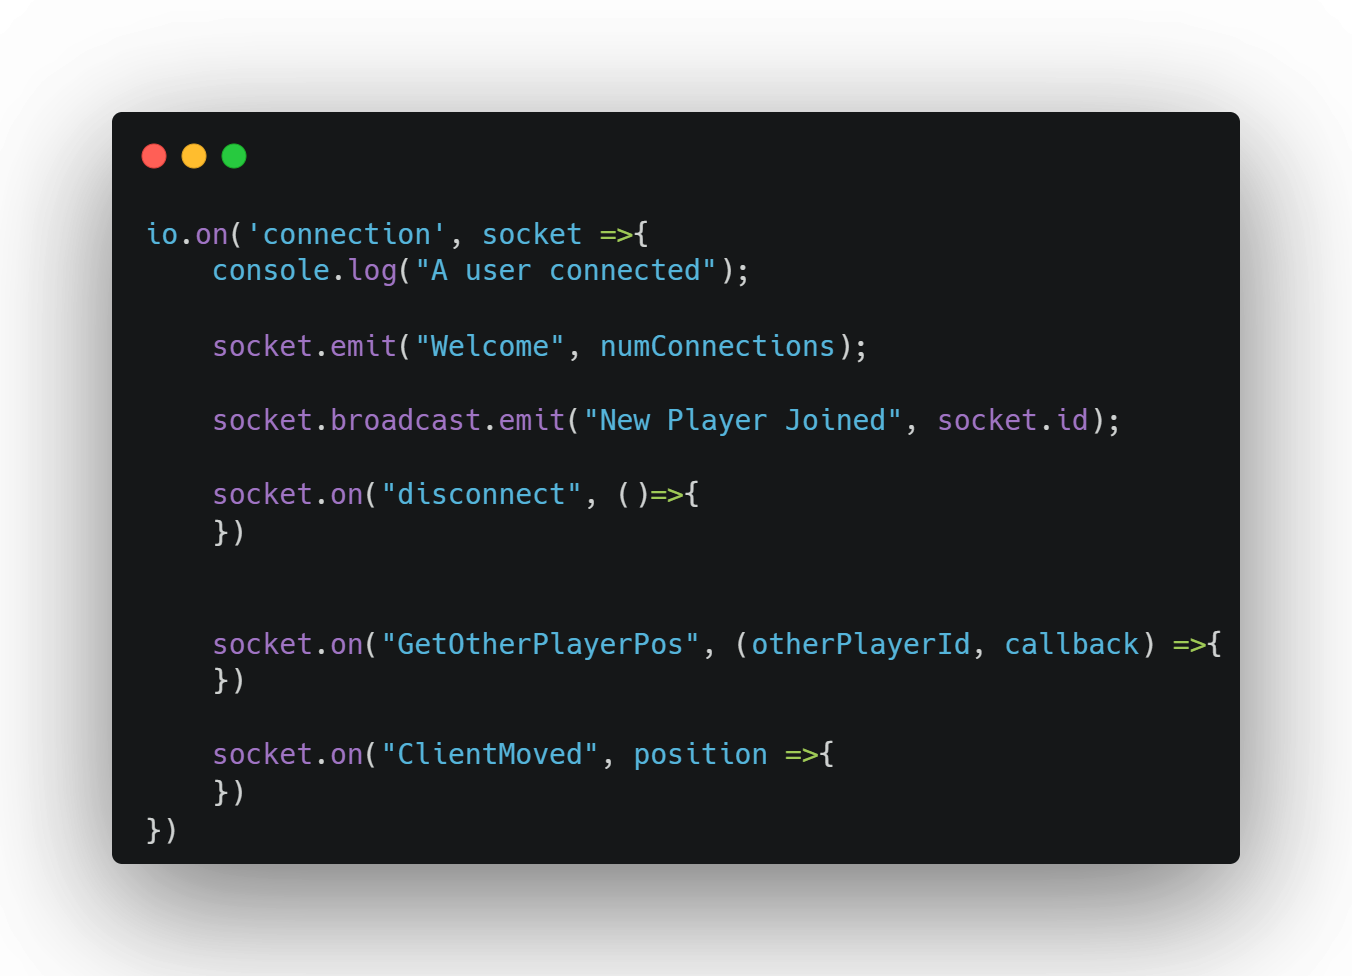 io.on('connection', socket =>{
    console.log("A user connected");
    socket.emit("Welcome", numConnections);
    socket.broadcast.emit("New Player Joined", socket.id);
    socket.on("disconnect", ()=>{
    })
    socket.on("GetOtherPlayerPos", (otherPlayerId, callback) =>{
    })
    socket.on("ClientMoved", position =>{
    })
})